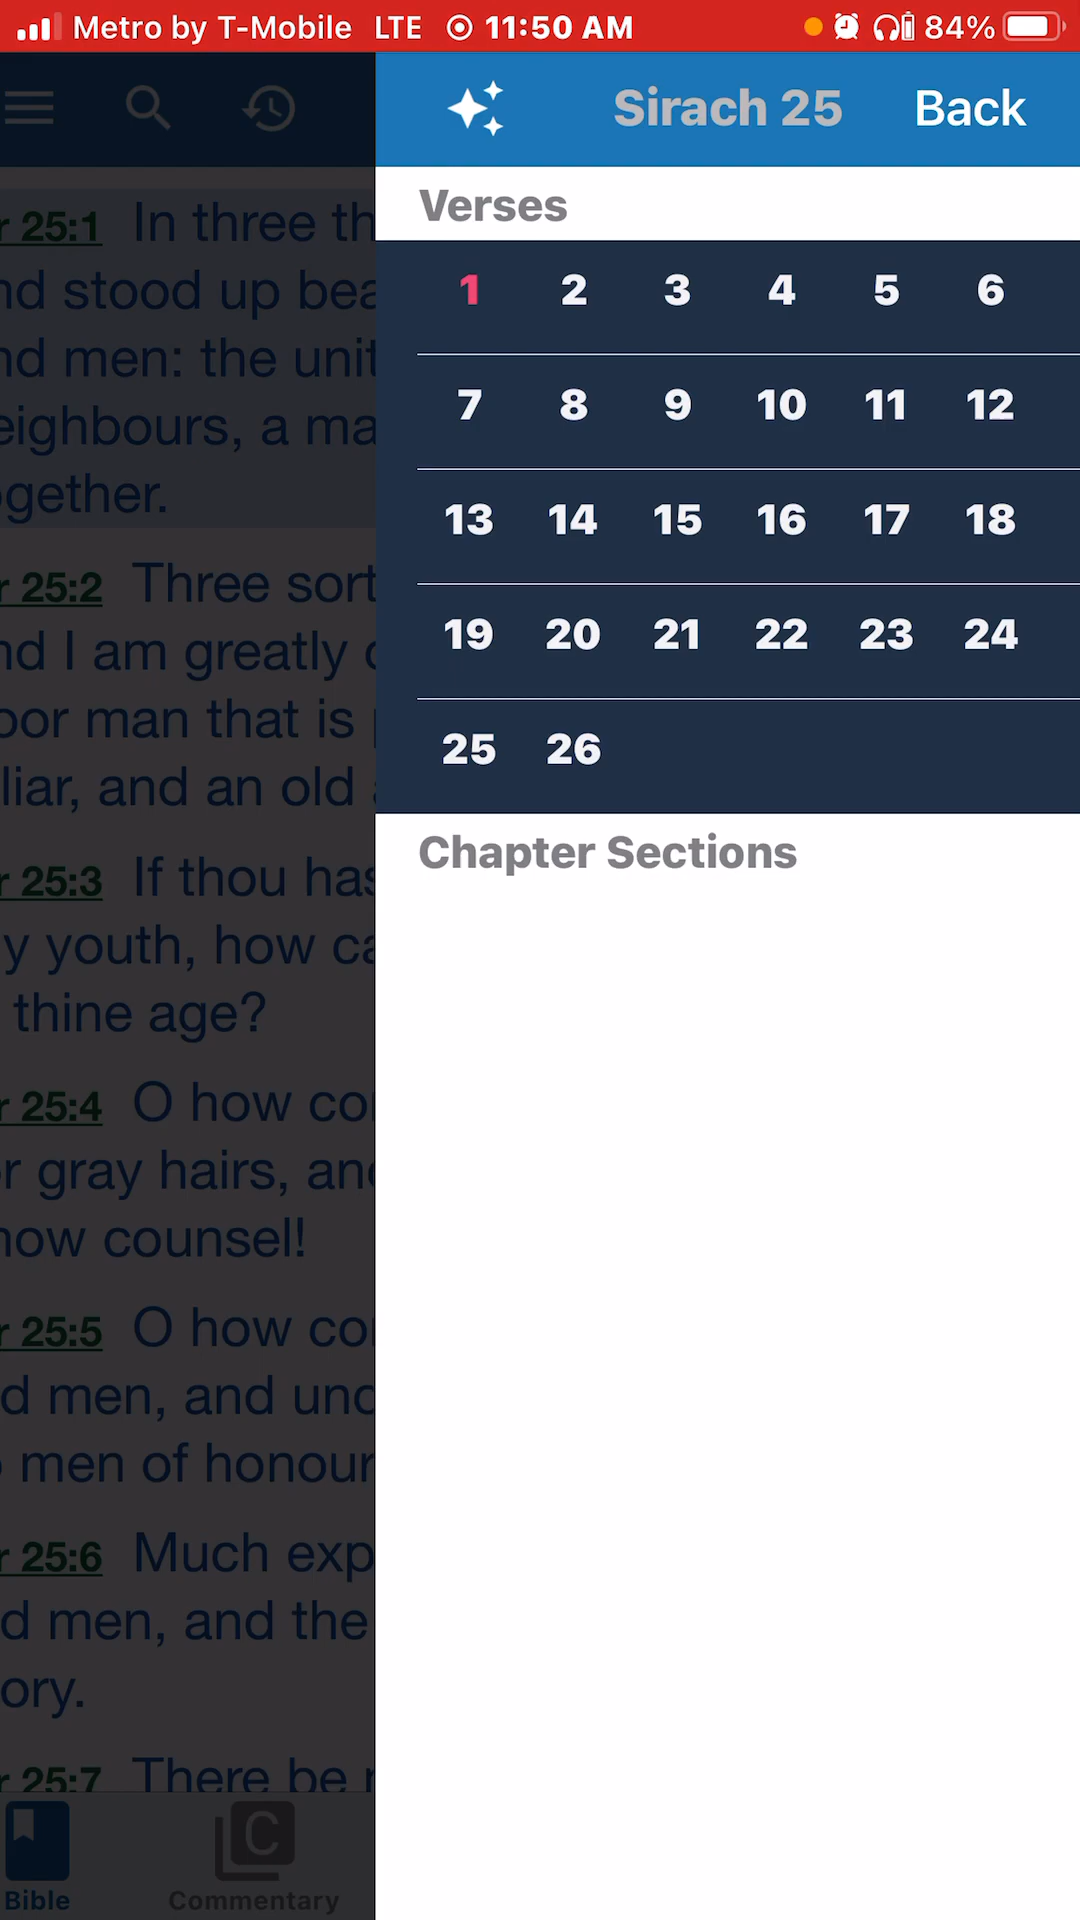 Metro by T-Mobile LTE 11:50 AM 84%
Sirach 25 Back
Verses
1 2 3 4 5 6
7 8 9 10 11 12
13 14 15 16 17 18
19 20 21 22 23 24
25 26
Chapter Sections
r 25:1 In three th
nd stood up bea
nd men: the unit
eighbours, a ma
ogether.
r 25:2 Three sort
nd I am greatly
oor man that is
liar, and an old
r 25:3 If thou has
y youth, how ca
thine age?
r 25:4 O how co
r gray hairs, and
now counsel!
r 25:5 O how co
d men, and und
men of honour
r 25:6 Much exp
d men, and the
ory.
r 25:7 There be
Bible
C
Commentary